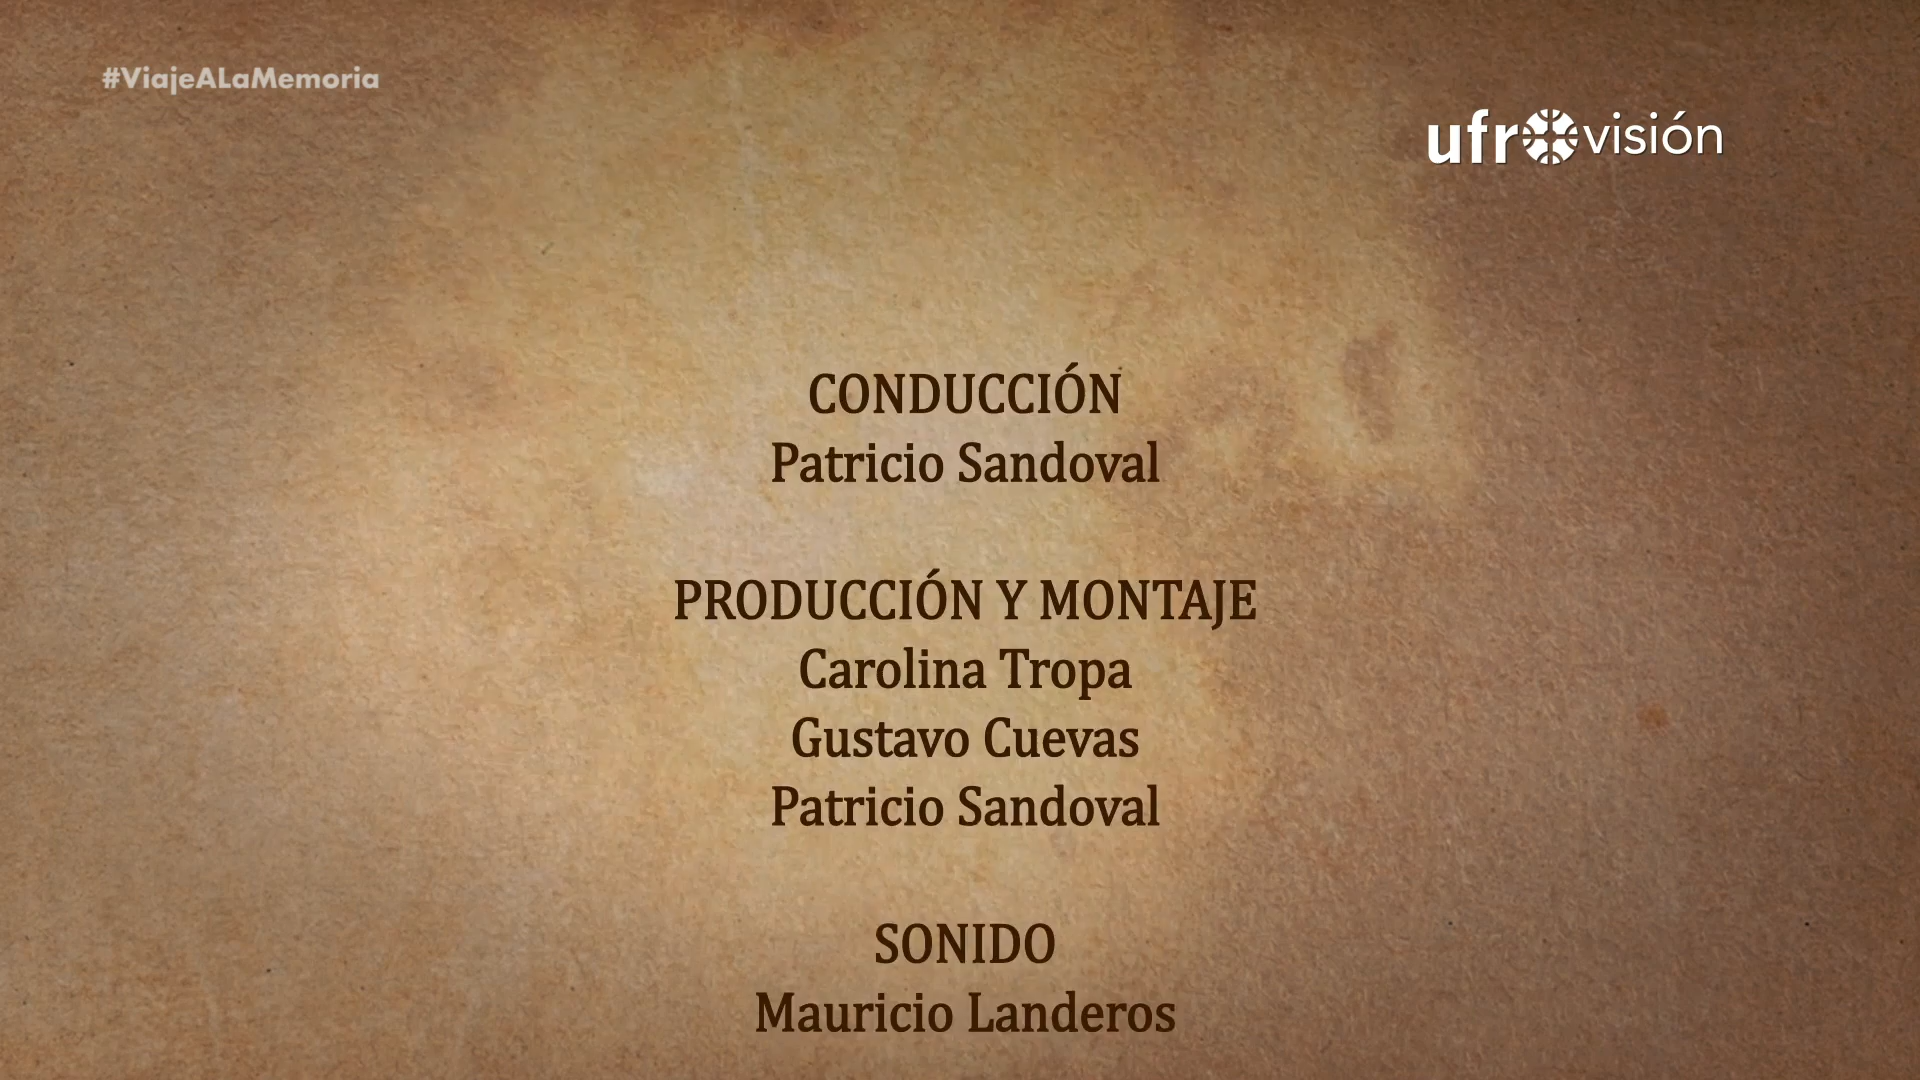 #ViajeALaMemoria
ufrovisión
CONDUCCIÓN
Patricio Sandoval
PRODUCCIÓN Y MONTAJE
Carolina Tropa
Gustavo Cuevas
Patricio Sandoval
SONIDO
Mauricio Landeros